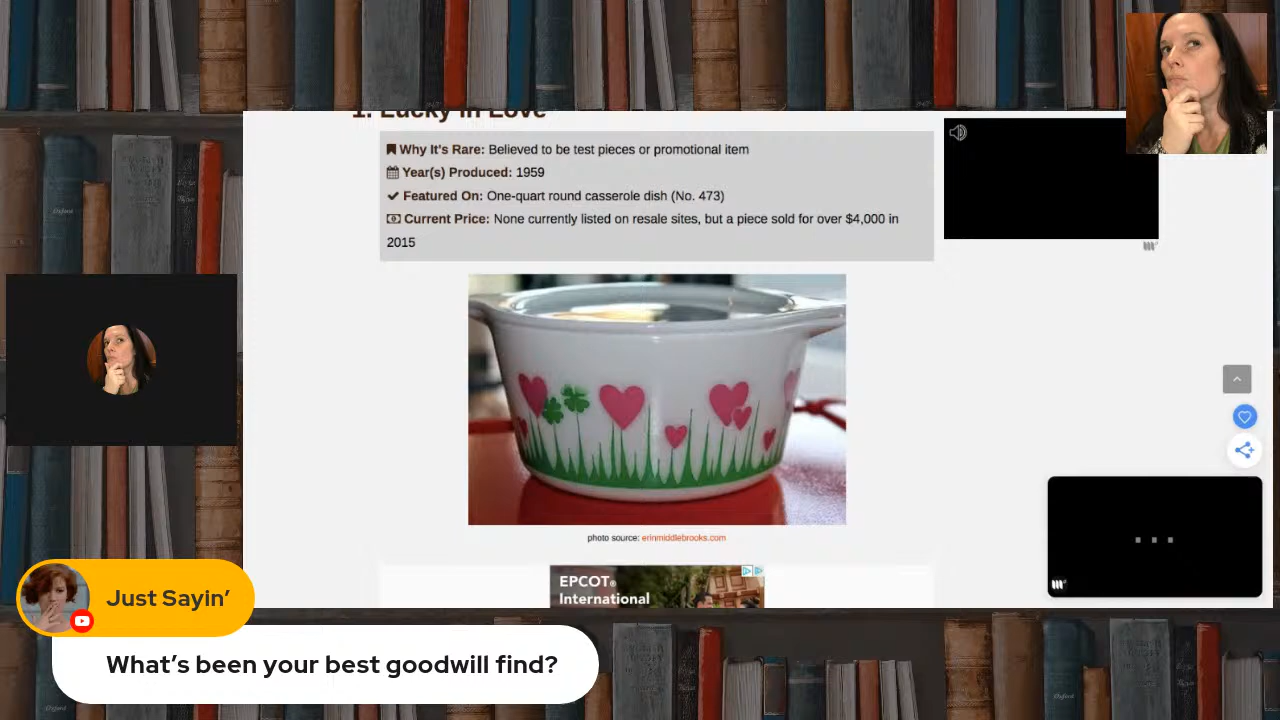 1. Lucky in Love
Why It's Rare: Believed to be test pieces or promotional item
Year(s) Produced: 1959
Featured On: One-quart round casserole dish (No. 473)
Current Price: None currently listed on resale sites, but a piece sold for over $4,000 in
2015
photo source: erinmiddlebrooks.com
EPCOT®
International
Just Sayin’
What’s been your best goodwill find?
Oxford
Oxford
Oxford